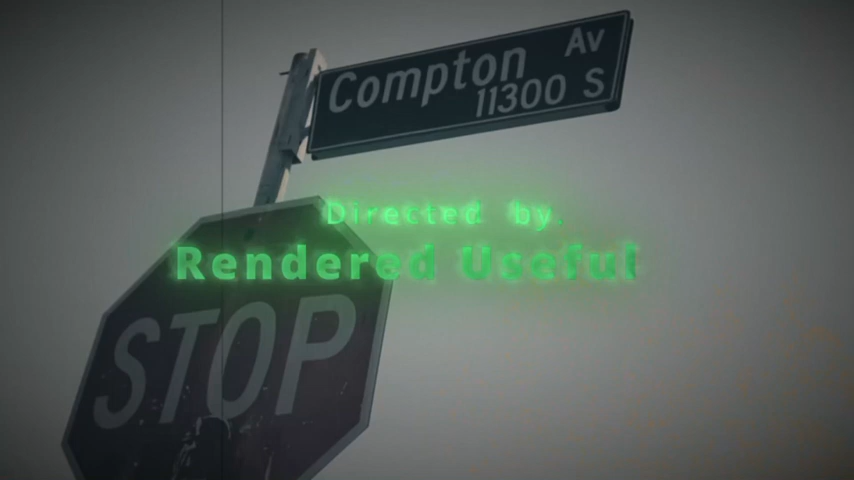 Compton Av
11300 S
Directed by.
Rendered Useful
STOP